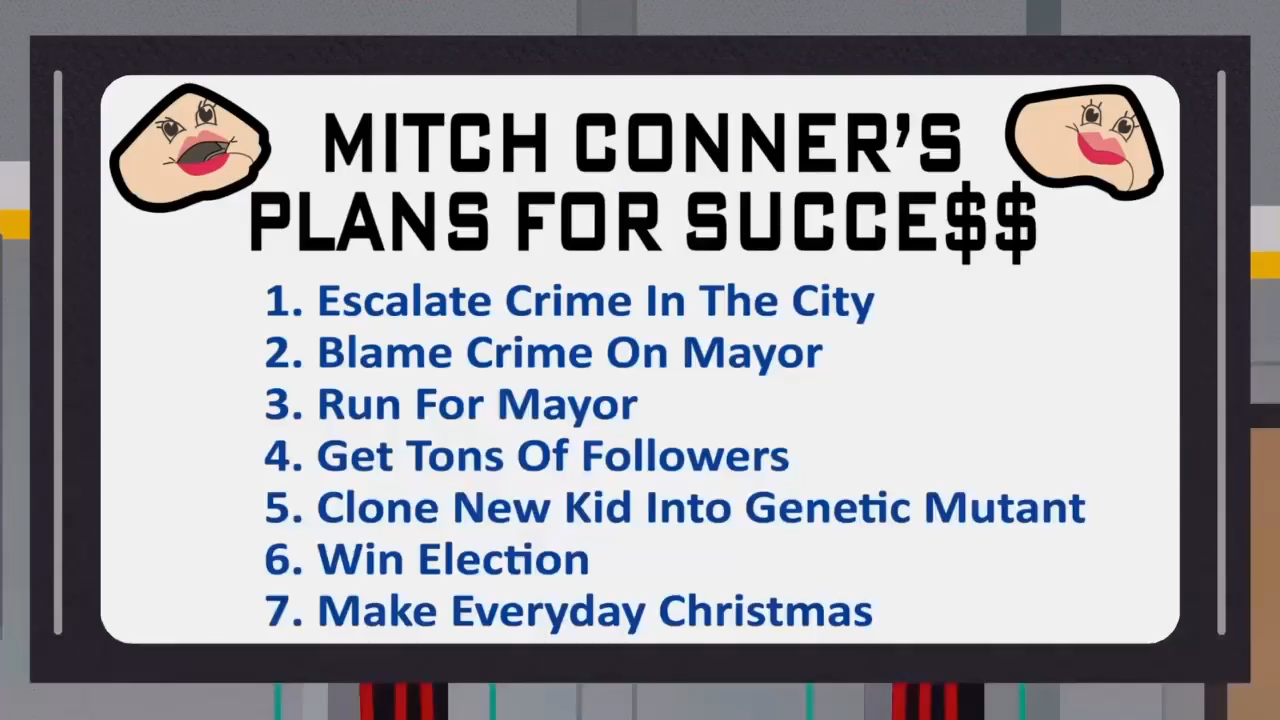 MITCH CONNER'S
PLANS FOR SUCCE$$
1. Escalate Crime In The City
2. Blame Crime On Mayor
3. Run For Mayor
4. Get Tons Of Followers
5. Clone New Kid Into Genetic Mutant
6. Win Election
7. Make Everyday Christmas